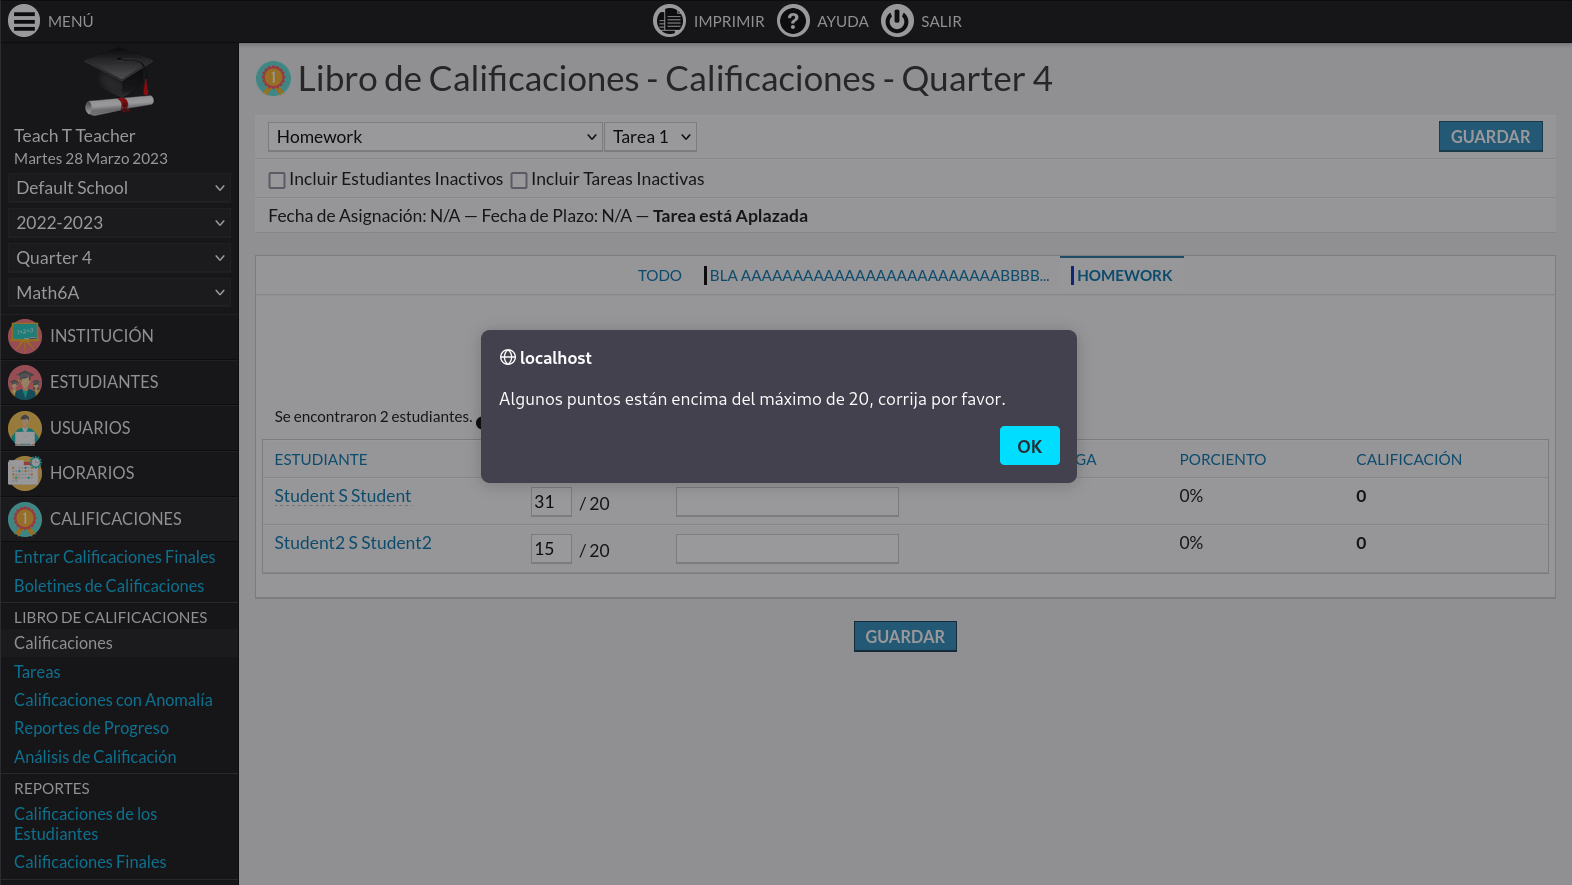 MENÚ
IMPRIMIR
AYUDA
SALIR
Teach T Teacher
Martes 28 Marzo 2023
Default School
2022-2023
Quarter 4
Math6A
INSTITUCIÓN
ESTUDIANTES
USUARIOS
HORARIOS
CALIFICACIONES
Entrar Calificaciones Finales
Boletines de Calificaciones
LIBRO DE CALIFICACIONES
Calificaciones
Tareas
Calificaciones con Anomalía
Reportes de Progreso
Análisis de Calificación
REPORTES
Calificaciones de los
Estudiantes
Calificaciones Finales
Libro de Calificaciones - Calificaciones - Quarter 4
Homework Tarea 1 GUARDAR
Incluir Estudiantes Inactivos Incluir Tareas Inactivas
Fecha de Asignación: N/A — Fecha de Plazo: N/A — Tarea está Aplazada
TODO BLA AAAAAAAAAAAAAAAAAAAAAAAAABBBB... HOMEWORK
localhost
Algunos puntos están encima del máximo de 20, corrija por favor.
OK
Se encontraron 2 estudiantes.
ESTUDIANTE GA PORCIENTO CALIFICACIÓN
Student S Student 31 / 20 0% 0
Student2 S Student2 15 / 20 0% 0
GUARDAR